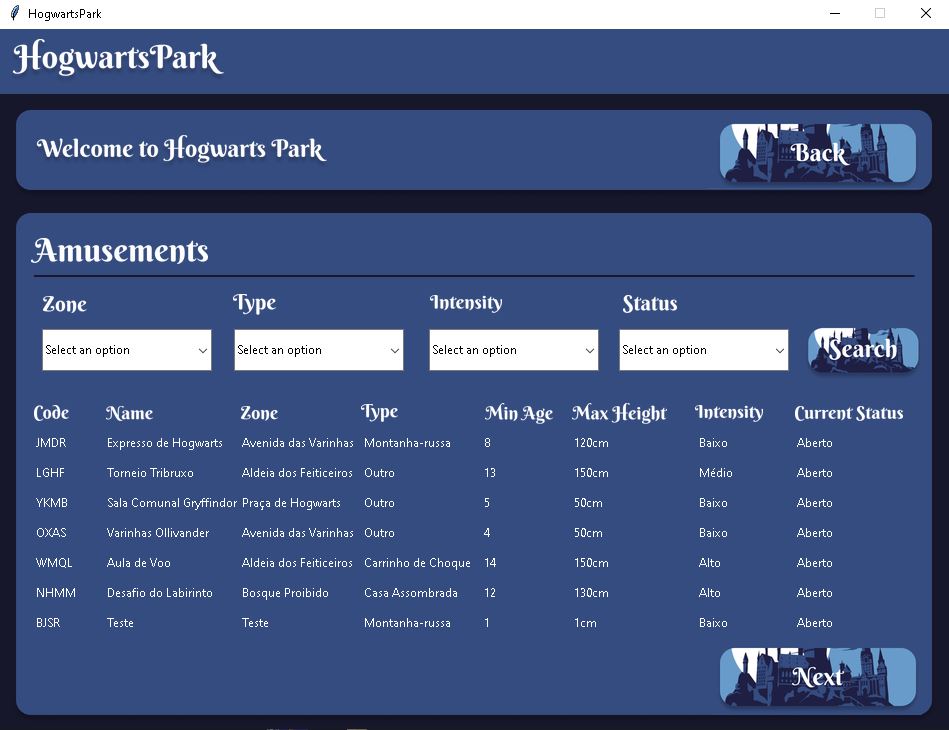 HogwartsPark
HogwartsPark
Welcome to Hogwarts Park
Back
Amusements
Zone Type Intensity Status
Select an option Select an option Select an option Select an option Search
Code Name Zone Type Min Age Max Height Intensity Current Status
JMDR Expresso de Hogwarts Avenida das Varinhas Montanha-russa 8 120cm Baixo Aberto
LGHF Torneio Tribruxo Aldeia dos Feiticeiros Outro 13 150cm Médio Aberto
YKMB Sala Comunal Gryffindor Praça de Hogwarts Outro 5 50cm Baixo Aberto
OXAS Varinhas Ollivander Avenida das Varinhas Outro 4 50cm Baixo Aberto
WMQL Aula de Voo Aldeia dos Feiticeiros Carrinho de Choque 14 150cm Alto Aberto
NHMM Desafio do Labirinto Bosque Proibido Casa Assombrada 12 130cm Alto Aberto
BJSR Teste Teste Montanha-russa 1 1cm Baixo Aberto
Next